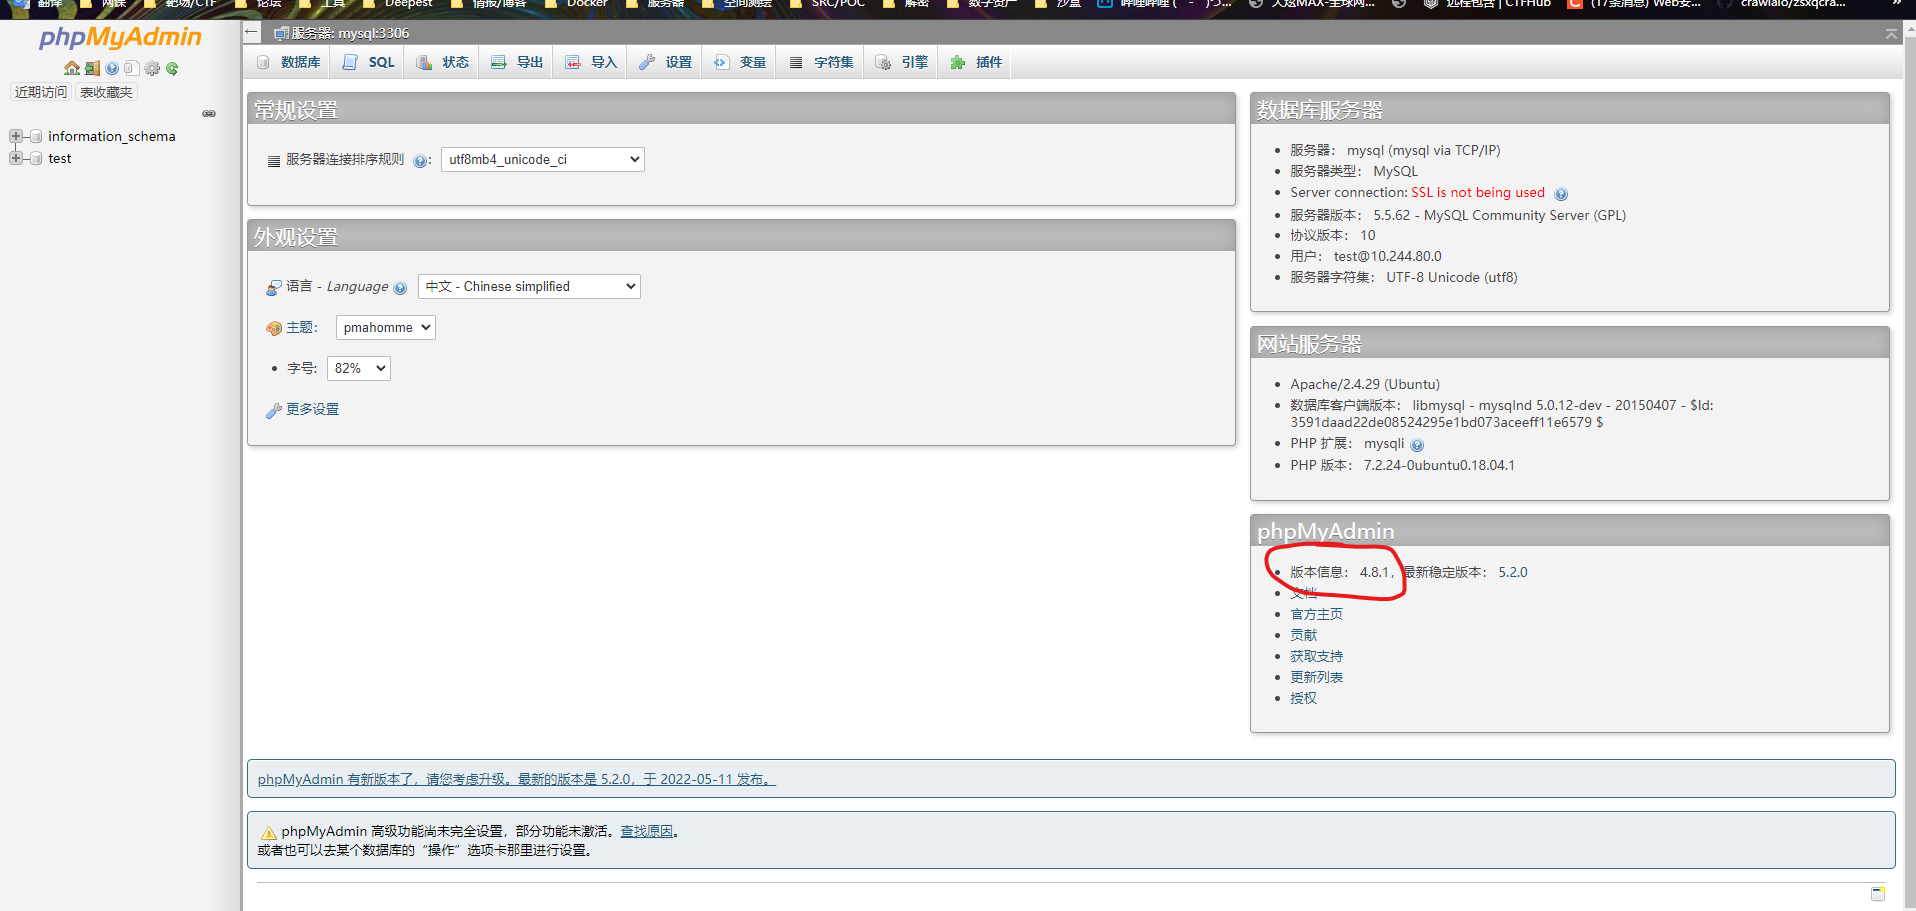 翻译 网课 靶场/CTF 论坛 工具 Deepest 情报/博客 Docker 服务器 空间测绘 SRC/POC 解密 数字资产 沙盒 远程包含 | CTFHub (17条消息) Web安... crawlalo/zsxqcra... »
phpMyAdmin
近期访问 表收藏夹
information_schema
test
← 服务器: mysql:3306
数据库 SQL 状态 导出 导入 设置 变量 字符集 引擎 插件
常规设置
服务器连接排序规则 : utf8mb4_unicode_ci
外观设置
语言 - Language 中文 - Chinese simplified
主题: pmahomme
字号: 82%
更多设置
数据库服务器
服务器: mysql (mysql via TCP/IP)
服务器类型: MySQL
Server connection: SSL is not being used
服务器版本: 5.5.62 - MySQL Community Server (GPL)
协议版本: 10
用户: test@10.244.80.0
服务器字符集: UTF-8 Unicode (utf8)
网站服务器
Apache/2.4.29 (Ubuntu)
数据库客户端版本: libmysql - mysqlnd 5.0.12-dev - 20150407 - $Id:
3591daad22de08524295e1bd073aceeff11e6579 $
PHP 扩展: mysqli
PHP 版本: 7.2.24-0ubuntu0.18.04.1
phpMyAdmin
版本信息: 4.8.1, 最新稳定版本: 5.2.0
文档
官方主页
贡献
获取支持
更新列表
授权
phpMyAdmin 有新版本了，请您考虑升级。最新的版本是 5.2.0，于 2022-05-11 发布。
phpMyAdmin 高级功能尚未完全设置，部分功能未激活。查找原因。
或者也可以去某个数据库的“操作”选项卡那里进行设置。